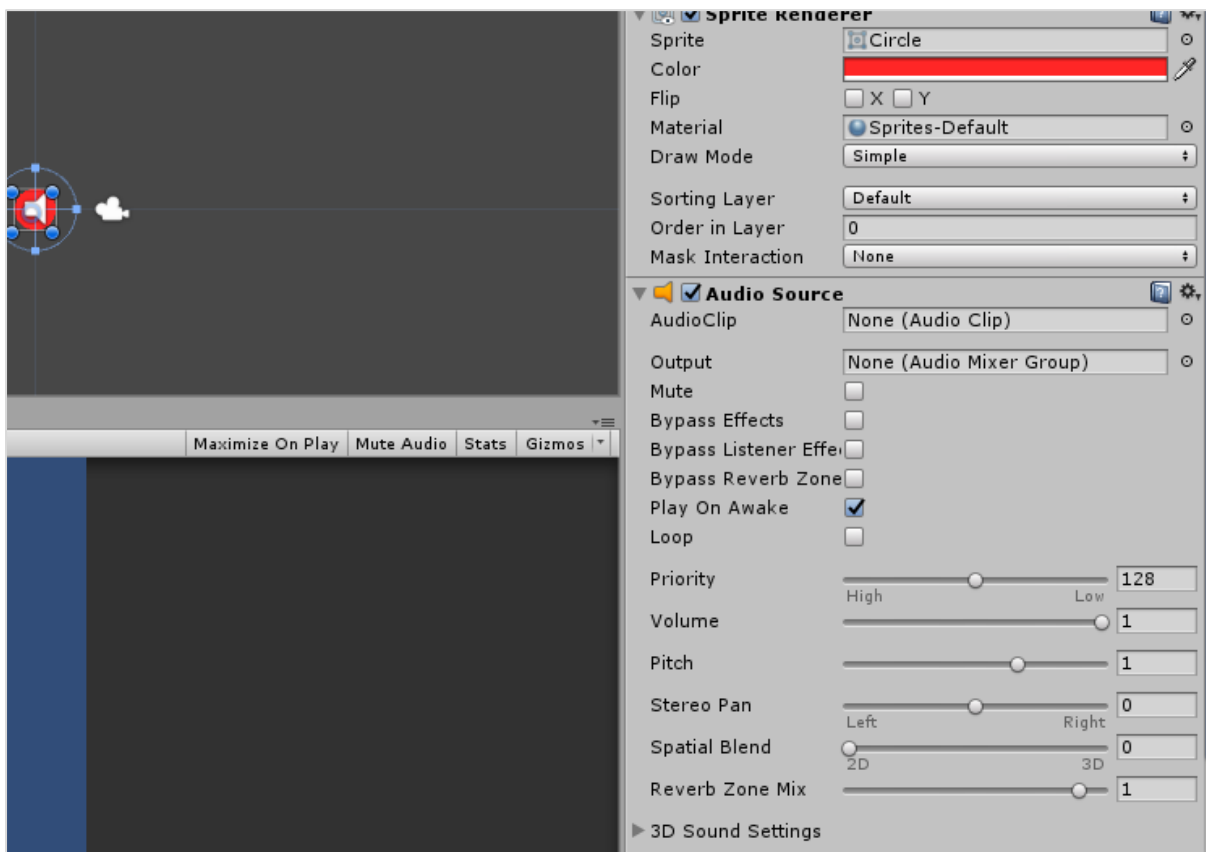 Sprite Renderer
Sprite Circle
Color
Flip X Y
Material Sprites-Default
Draw Mode Simple
Sorting Layer Default
Order in Layer 0
Mask Interaction None
Audio Source
AudioClip None (Audio Clip)
Output None (Audio Mixer Group)
Mute
Bypass Effects
Maximize On Play Mute Audio Stats Gizmos
Bypass Listener Effe
Bypass Reverb Zone
Play On Awake
Loop
Priority 128
High Low
Volume 1
Pitch 1
Stereo Pan 0
Left Right
Spatial Blend 0
2D 3D
Reverb Zone Mix 1
3D Sound Settings